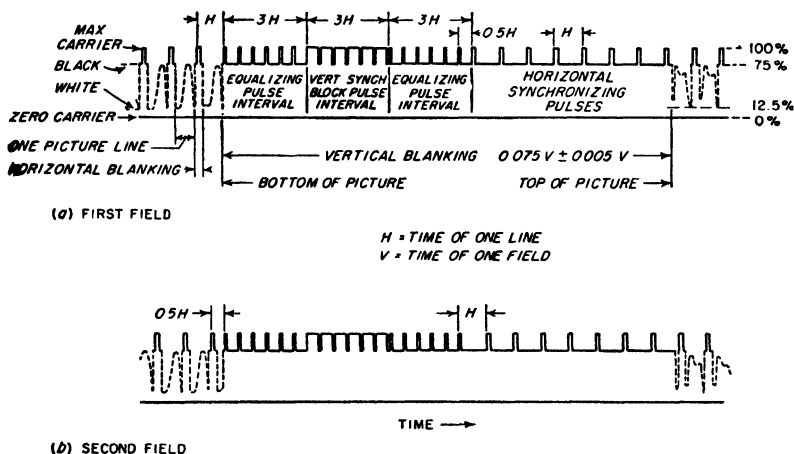 H 3H 3H 3H
MAX CARRIER
0 5H H
100%
BLACK
75%
EQUALIZING PULSE INTERVAL
VERT SYNCH BLOCK PULSE INTERVAL
EQUALIZING PULSE INTERVAL
HORIZONTAL SYNCHRONIZING PULSES
WHITE
12.5%
ZERO CARRIER
0%
ONE PICTURE LINE
VERTICAL BLANKING 0 075 V ± 0 005 V
HORIZONTAL BLANKING
BOTTOM OF PICTURE TOP OF PICTURE
(a) FIRST FIELD
H = TIME OF ONE LINE
V = TIME OF ONE FIELD
0 5H H
TIME
(b) SECOND FIELD